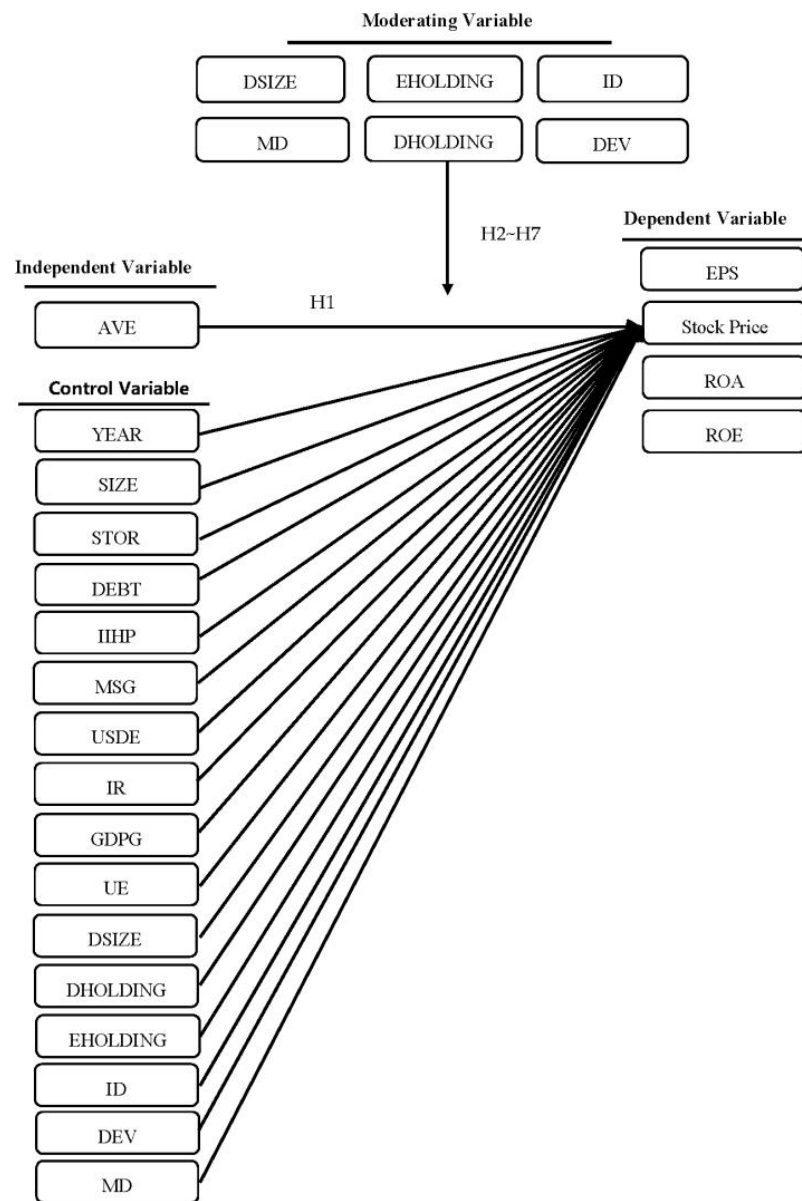 Moderating Variable
DSIZE
EHOLDING
ID
MD
DHOLDING
DEV
H2~H7
Dependent Variable
EPS
Stock Price
ROA
ROE
Independent Variable
AVE
H1
Control Variable
YEAR
SIZE
STOR
DEBT
IIHP
MSG
USDE
IR
GDPG
UE
DSIZE
DHOLDING
EHOLDING
ID
DEV
MD